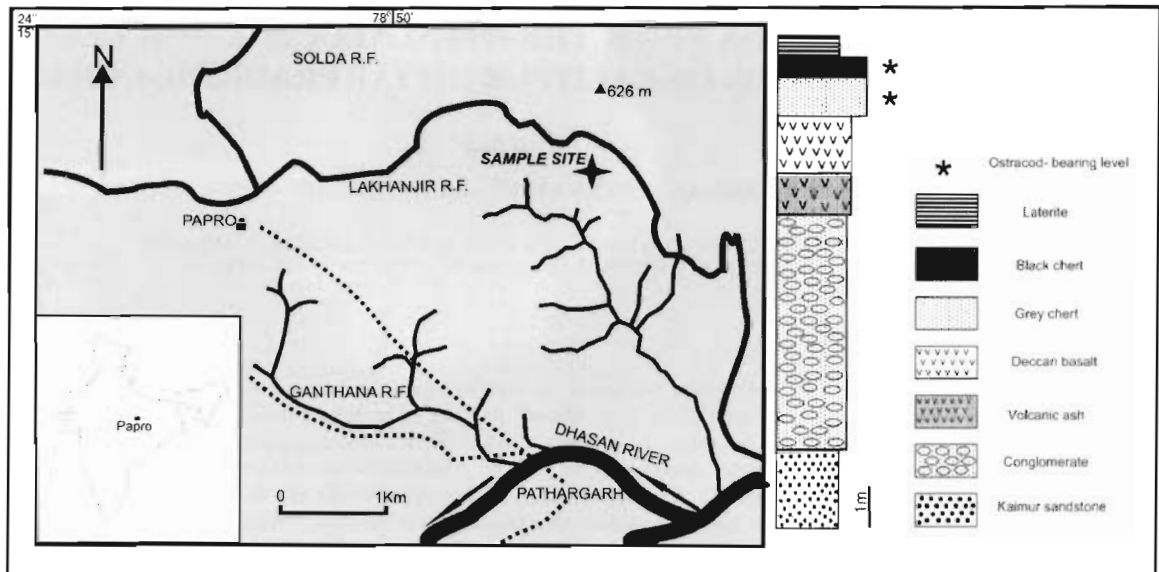 24°
15'
78° 50'
N
SOLDA R.F.
626 m
SAMPLE SITE
LAKHANJIR R.F.
PAPRO
GANTHANA R.F.
DHASAN RIVER
PATHARGARH
0 1Km
Papro
1m
* Ostracod- bearing level
Laterite
Black chert
Grey chert
Deccan basalt
Volcanic ash
Conglomerate
Kaimur sandstone